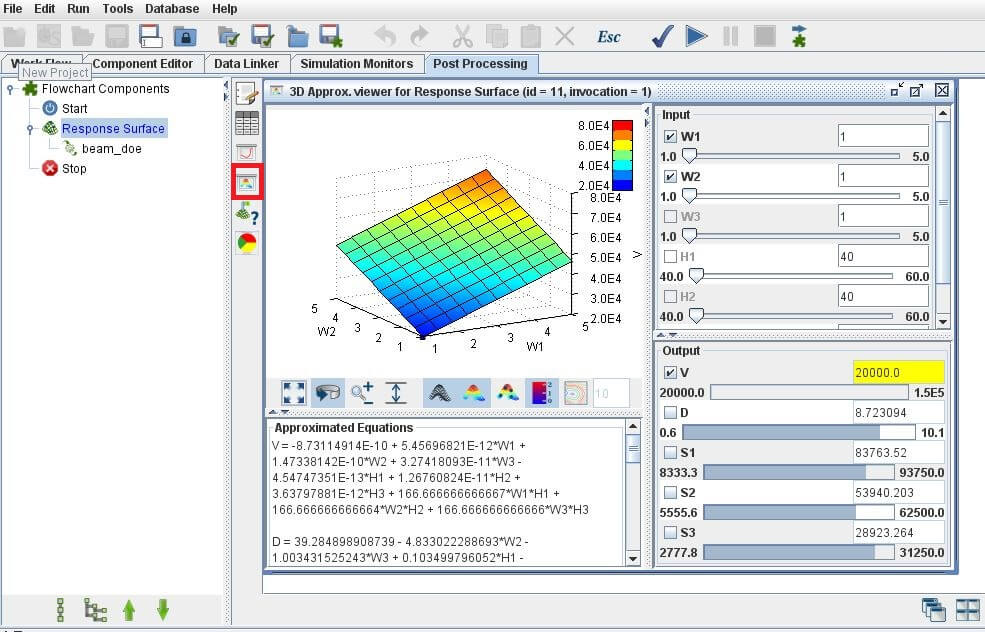 File Edit Run Tools Database Help
Esc
Work Flow Component Editor Data Linker Simulation Monitors Post Processing
New Project
Flowchart Components
Start
Response Surface
beam_doe
Stop
?
3D Approx. viewer for Response Surface (id = 11, invocation = 1)
8.0E4
6.0E4
4.0E4
2.0E4
8.0E4
7.0E4
6.0E4
5.0E4
4.0E4
3.0E4
2.0E4
>
5
4
3
2
1
W2
1
2
3
4
5
W1
1.0
Approximated Equations
V = -8.73114914E-10 + 5.45696821E-12*W1 +
1.47338142E-10*W2 + 3.27418093E-11*W3 -
4.54747351E-13*H1 + 1.26760824E-11*H2 +
3.63797881E-12*H3 + 166.666666666667*W1*H1 +
166.666666666664*W2*H2 + 166.666666666666*W3*H3
D = 39.284898908739 - 4.833022288693*W2 -
1.003431525243*W3 + 0.103499796052*H1 -
Input
W1 1
1.0 5.0
W2 1
1.0 5.0
W3 1
1.0 5.0
H1 40
40.0 60.0
H2 40
40.0 60.0
Output
V 20000.0
20000.0 1.5E5
D 8.723094
0.6 10.1
S1 83763.52
8333.3 93750.0
S2 53940.203
5555.6 62500.0
S3 28923.264
2777.8 31250.0